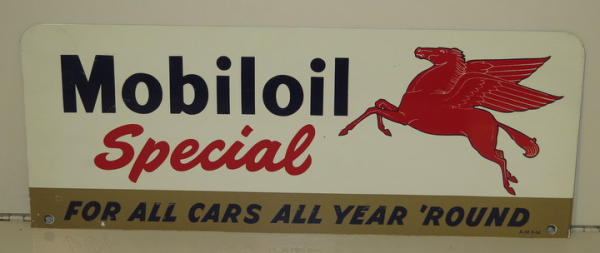 Mobiloil
Special
FOR ALL CARS ALL YEAR 'ROUND